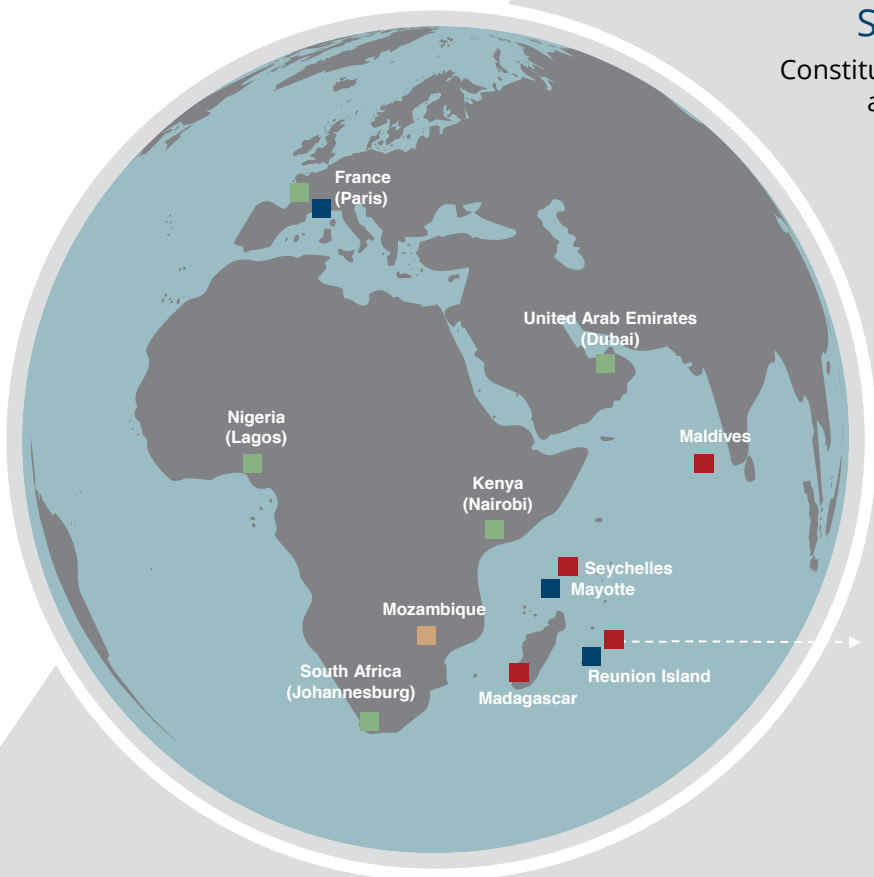 S
Constitu
a
France
(Paris)
United Arab Emirates
(Dubai)
Nigeria
(Lagos)
Maldives
Kenya
(Nairobi)
Seychelles
Mayotte
Mozambique
South Africa
(Johannesburg)
Reunion Island
Madagascar